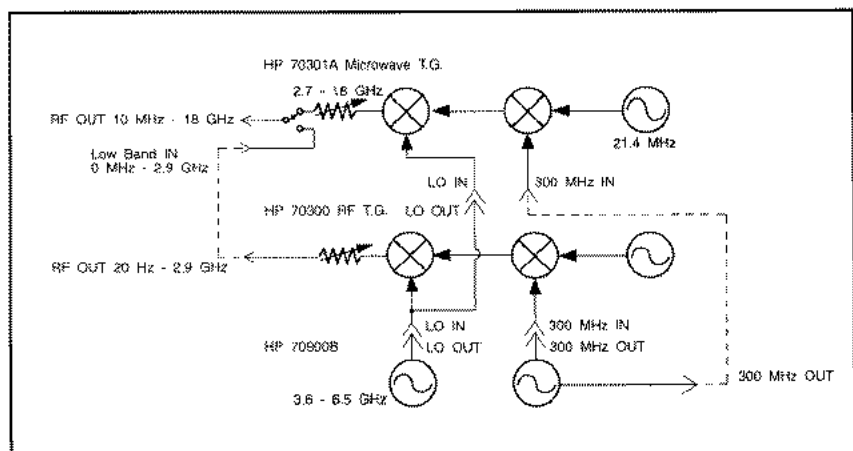 HP 70301A Microwave T.G.
2.7 - 18 GHz
RF OUT 10 MHz - 18 GHz
21.4 MHz
Low Band IN
0 MHz - 2.9 GHz
LO IN
300 MHz IN
HP 70300 RF T.G.
LO OUT
RF OUT 20 Hz - 2.9 GHz
LO IN
300 MHz IN
HP 70900B
LO OUT
300 MHz OUT
300 MHz OUT
3.6 - 6.5 GHz